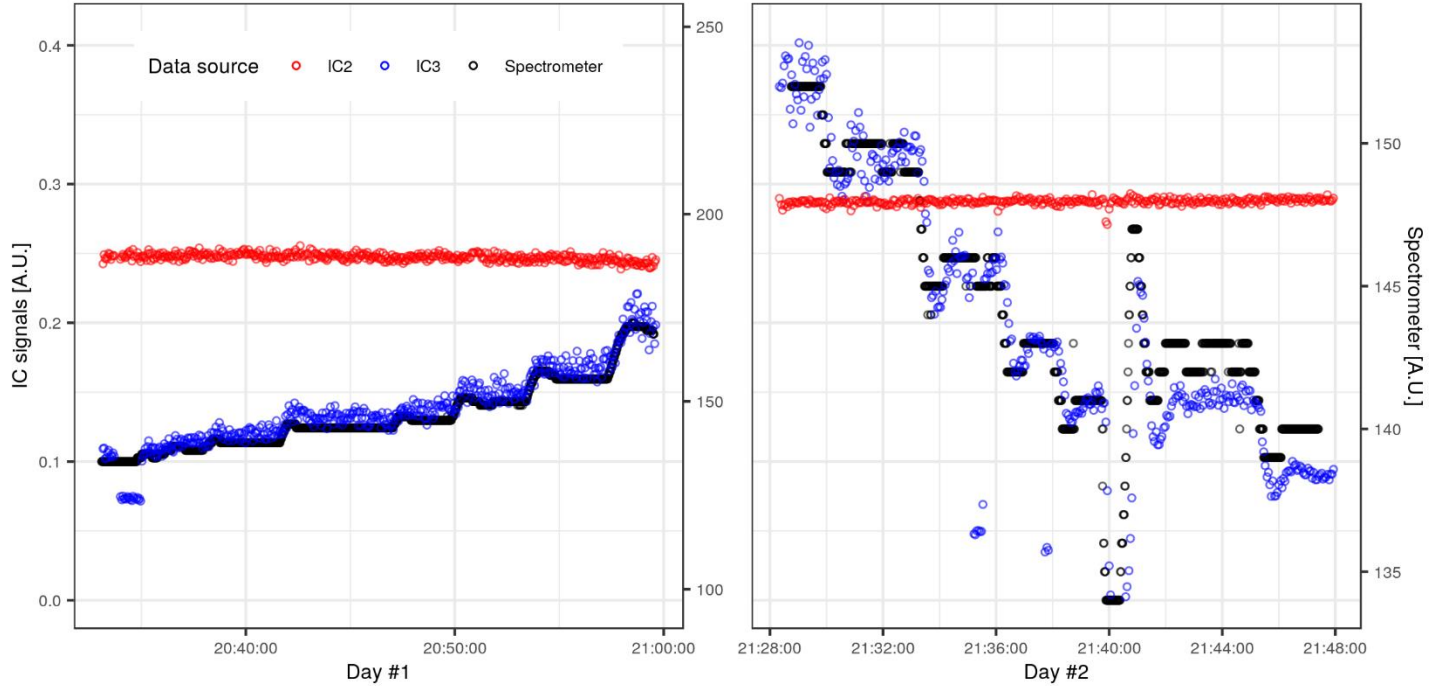 Data source IC2 IC3 Spectrometer
IC signals [A.U.]
0.4
0.3
0.2
0.1
0.0
250
200
150
100
20:40:00 20:50:00 21:00:00
Day #1
150
145
140
135
Spectrometer [A.U.]
21:28:00 21:32:00 21:36:00 21:40:00 21:44:00 21:48:00
Day #2